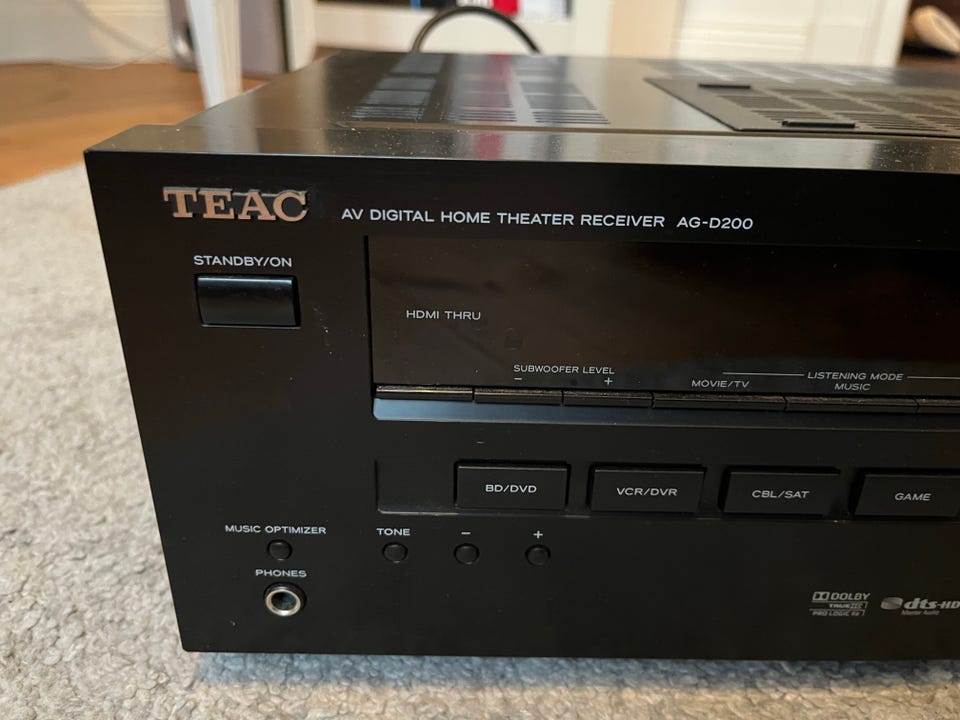 TEAC
AV DIGITAL HOME THEATER RECEIVER AG-D200
STANDBY/ON
HDMI THRU
SUBWOOFER LEVEL
− +
LISTENING MODE
MOVIE/TV MUSIC
BD/DVD VCR/DVR CBL/SAT GAME
MUSIC OPTIMIZER TONE − +
PHONES
DOLBY
TRUEHD
PRO LOGIC IIz
dts-HD
Master Audio